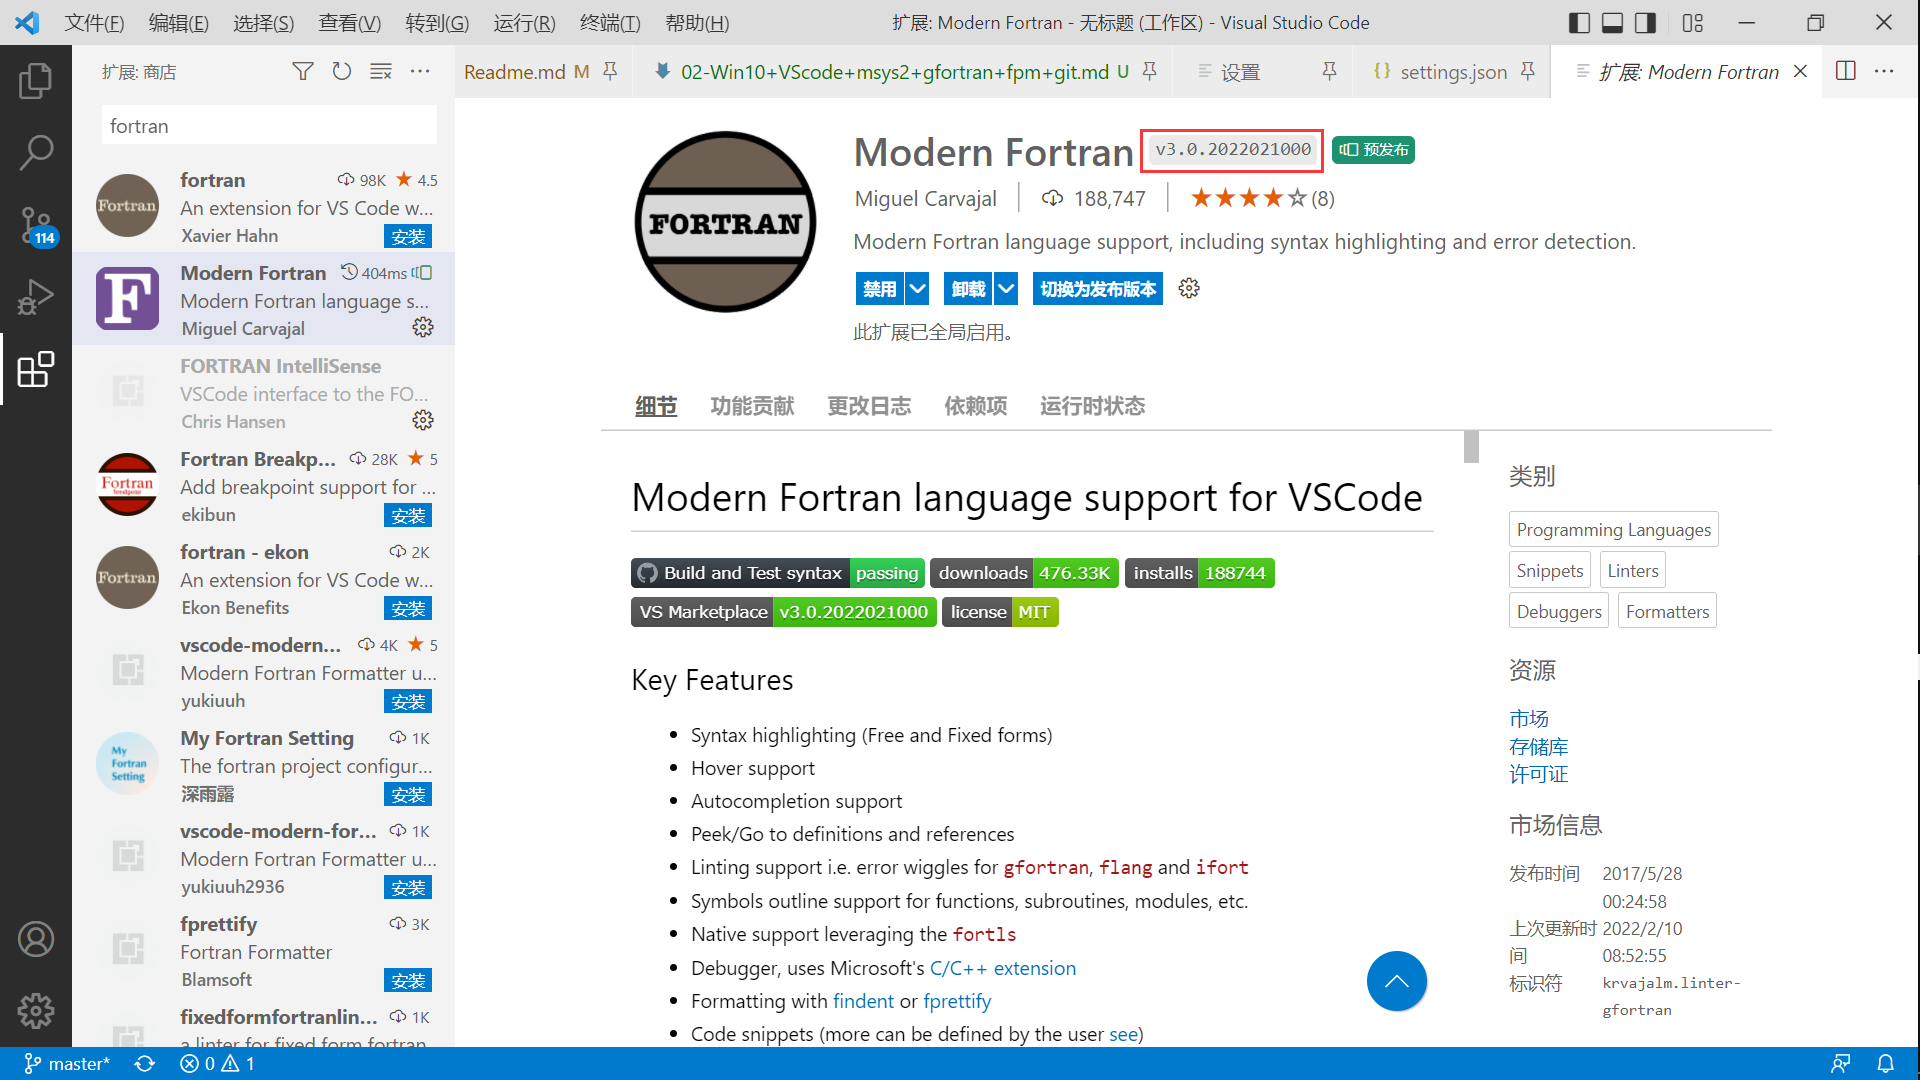 文件(F) 编辑(E) 选择(S) 查看(V) 转到(G) 运行(R) 终端(T) 帮助(H) 扩展: Modern Fortran - 无标题 (工作区) - Visual Studio Code
扩展: 商店
Readme.md M 02-Win10+VScode+msys2+gfortran+fpm+git.md U 设置 {} settings.json 扩展: Modern Fortran
fortran
114
Fortran
fortran 98K 4.5
An extension for VS Code w...
Xavier Hahn 安装
F
Modern Fortran 404ms
Modern Fortran language s...
Miguel Carvajal
FORTRAN IntelliSense
VSCode interface to the FO...
Chris Hansen
Fortran
breakpoint
Fortran Breakp... 28K 5
Add breakpoint support for ...
ekibun 安装
Fortran
fortran - ekon 2K
An extension for VS Code w...
Ekon Benefits 安装
vscode-modern... 4K 5
Modern Fortran Formatter u...
yukiuuh 安装
My
Fortran
Setting
My Fortran Setting 1K
The fortran project configur...
深雨露 安装
vscode-modern-for... 1K
Modern Fortran Formatter u...
yukiuuh2936 安装
fprettify 3K
Fortran Formatter
Blamsoft 安装
fixedformfortranlin... 1K
a linter for fixed form fortran
FORTRAN
Modern Fortran v3.0.2022021000 预发布
Miguel Carvajal 188,747 (8)
Modern Fortran language support, including syntax highlighting and error detection.
禁用 卸载 切换为发布版本
此扩展已全局启用。
细节 功能贡献 更改日志 依赖项 运行时状态
Modern Fortran language support for VSCode
Build and Test syntax passing downloads 476.33K installs 188744
VS Marketplace v3.0.2022021000 license MIT
Key Features
• Syntax highlighting (Free and Fixed forms)
• Hover support
• Autocompletion support
• Peek/Go to definitions and references
• Linting support i.e. error wiggles for gfortran, flang and ifort
• Symbols outline support for functions, subroutines, modules, etc.
• Native support leveraging the fortls
• Debugger, uses Microsoft's C/C++ extension
• Formatting with findent or fprettify
• Code snippets (more can be defined by the user see)
类别
Programming Languages
Snippets Linters
Debuggers Formatters
资源
市场
存储库
许可证
市场信息
发布时间 2017/5/28
00:24:58
上次更新时 2022/2/10
间 08:52:55
标识符 krvajalm.linter-
gfortran
master* 0 1